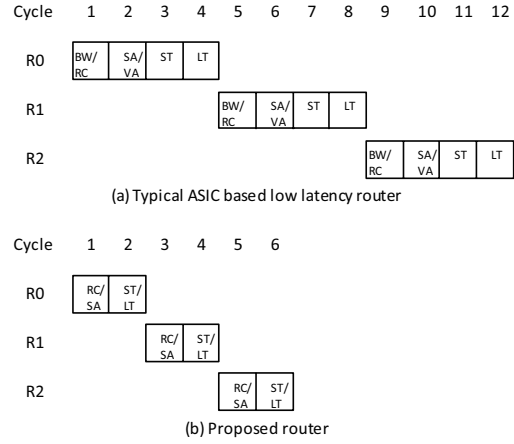 Cycle 1 2 3 4 5 6 7 8 9 10 11 12
R0 BW/RC SA/VA ST LT
R1 BW/RC SA/VA ST LT
R2 BW/RC SA/VA ST LT
(a) Typical ASIC based low latency router
Cycle 1 2 3 4 5 6
R0 RC/SA ST/LT
R1 RC/SA ST/LT
R2 RC/SA ST/LT
(b) Proposed router